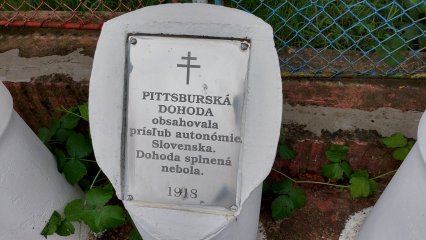 PITTSBURSKÁ
DOHODA
obsahovala
prísľub autonómie
Slovenska.
Dohoda splnená
nebola.
1918